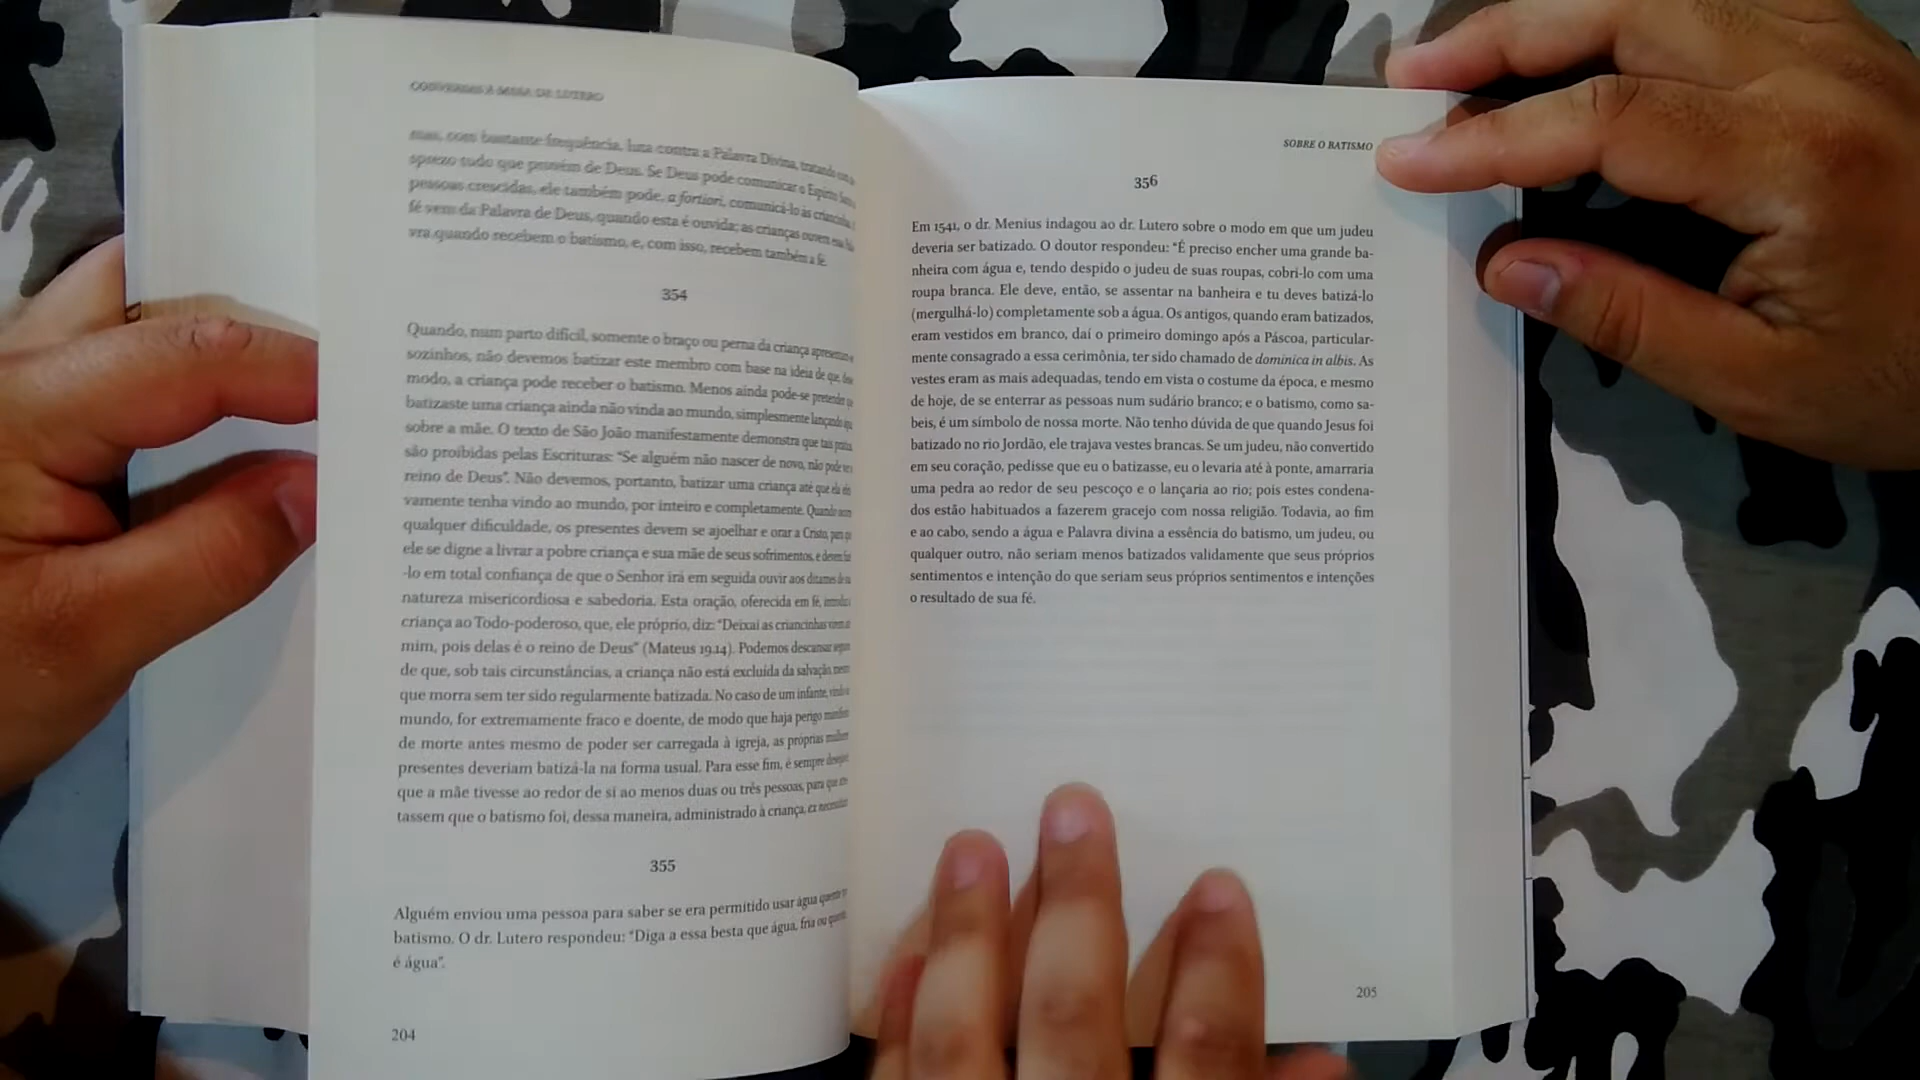 CONVERSAS À MESA DE LUTERO
mas, com bastante frequência, luta contra a Palavra Divina, tratando com
sprezo tudo que provém de Deus. Se Deus pode comunicar o Espírito
pessoas crescidas, ele também pode, a fortiori, comunicá-lo às
fé vem da Palavra de Deus, quando esta é ouvida; as crianças ouvem
vra quando recebem o batismo, e, com isso, recebem também a fé.
354
Quando, num parto difícil, somente o braço ou perna da criança
sozinhos, não devemos batizar este membro com base na ideia de que,
modo, a criança pode receber o batismo. Menos ainda pode-se pretender
batizaste uma criança ainda não vinda ao mundo, simplesmente lançando
sobre a mãe. O texto de São João manifestamente demonstra que tais
são proibidas pelas Escrituras: “Se alguém não nascer de novo, não pode
reino de Deus”. Não devemos, portanto, batizar uma criança até que ela
vamente tenha vindo ao mundo, por inteiro e completamente. Quando
qualquer dificuldade, os presentes devem se ajoelhar e orar a Cristo,
ele se digne a livrar a pobre criança e sua mãe de seus sofrimentos, e
-lo em total confiança de que o Senhor irá em seguida ouvir aos ditames
natureza misericordiosa e sabedoria. Esta oração, oferecida em fé,
criança ao Todo-poderoso, que, ele próprio, diz: “Deixai as criancinhas
mim, pois delas é o reino de Deus” (Mateus 19.14). Podemos descansar
de que, sob tais circunstâncias, a criança não está excluída da salvação,
que morra sem ter sido regularmente batizada. No caso de um infante,
mundo, for extremamente fraco e doente, de modo que haja perigo
de morte antes mesmo de poder ser carregada à igreja, as próprias
presentes deveriam batizá-la na forma usual. Para esse fim, é sempre
que a mãe tivesse ao redor de si ao menos duas ou três pessoas, para que
tassem que o batismo foi, dessa maneira, administrado à criança, ex
355
Alguém enviou uma pessoa para saber se era permitido usar água
batismo. O dr. Lutero respondeu: “Diga a essa besta que água, fria ou
é água”.
204
SOBRE O BATISMO
356
Em 1541, o dr. Menius indagou ao dr. Lutero sobre o modo em que um judeu
deveria ser batizado. O doutor respondeu: “É preciso encher uma grande ba-
nheira com água e, tendo despido o judeu de suas roupas, cobri-lo com uma
roupa branca. Ele deve, então, se assentar na banheira e tu deves batizá-lo
(mergulhá-lo) completamente sob a água. Os antigos, quando eram batizados,
eram vestidos em branco, daí o primeiro domingo após a Páscoa, particular-
mente consagrado a essa cerimônia, ter sido chamado de dominica in albis. As
vestes eram as mais adequadas, tendo em vista o costume da época, e mesmo
de hoje, de se enterrar as pessoas num sudário branco; e o batismo, como sa-
beis, é um símbolo de nossa morte. Não tenho dúvida de que quando Jesus foi
batizado no rio Jordão, ele trajava vestes brancas. Se um judeu, não convertido
em seu coração, pedisse que eu o batizasse, eu o levaria até à ponte, amarraria
uma pedra ao redor de seu pescoço e o lançaria ao rio; pois estes condena-
dos estão habituados a fazerem gracejo com nossa religião. Todavia, ao fim
e ao cabo, sendo a água e Palavra divina a essência do batismo, um judeu, ou
qualquer outro, não seriam menos batizados validamente que seus próprios
sentimentos e intenção do que seriam seus próprios sentimentos e intenções
o resultado de sua fé.
205